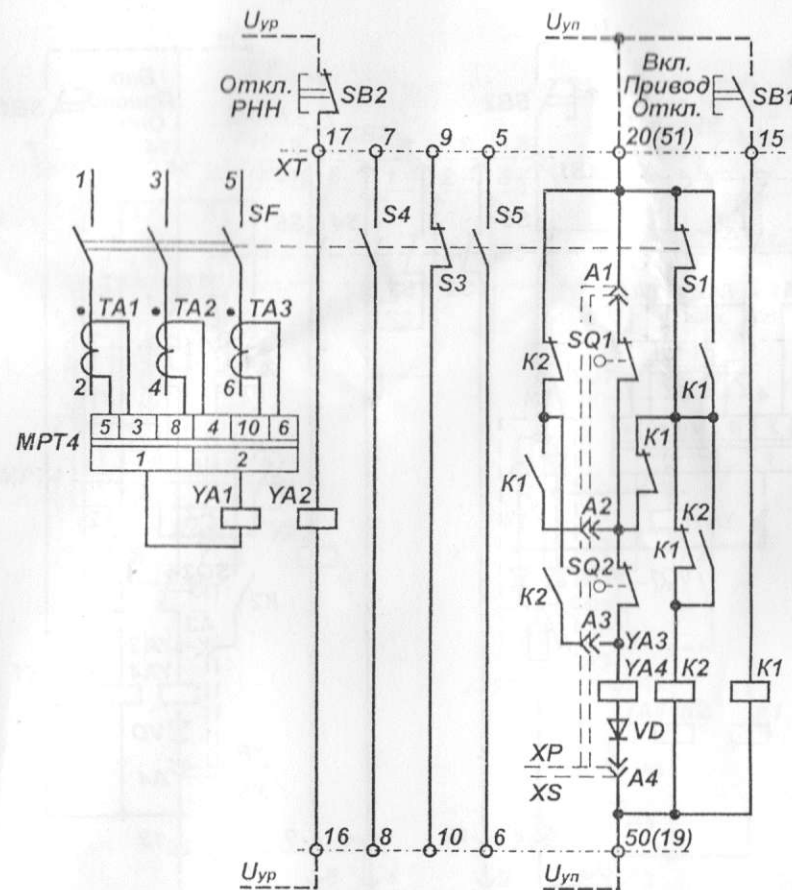 Uур
Uуп
Откл.
РНН
SB2
Вкл.
Привод
Откл.
SB1
XT
17
7
9
5
20(51)
15
1
3
5
SF
S4
S3
S5
A1
S1
TA1
TA2
TA3
K2
SQ1
K1
2
4
6
МРТ4
5
3
8
4
10
6
K1
1
2
K1
A2
K1
K2
YA1
YA2
SQ2
K2
A3
YA3
YA4
K2
K1
VD
XP
XS
A4
16
8
10
6
50(19)
Uур
Uуп